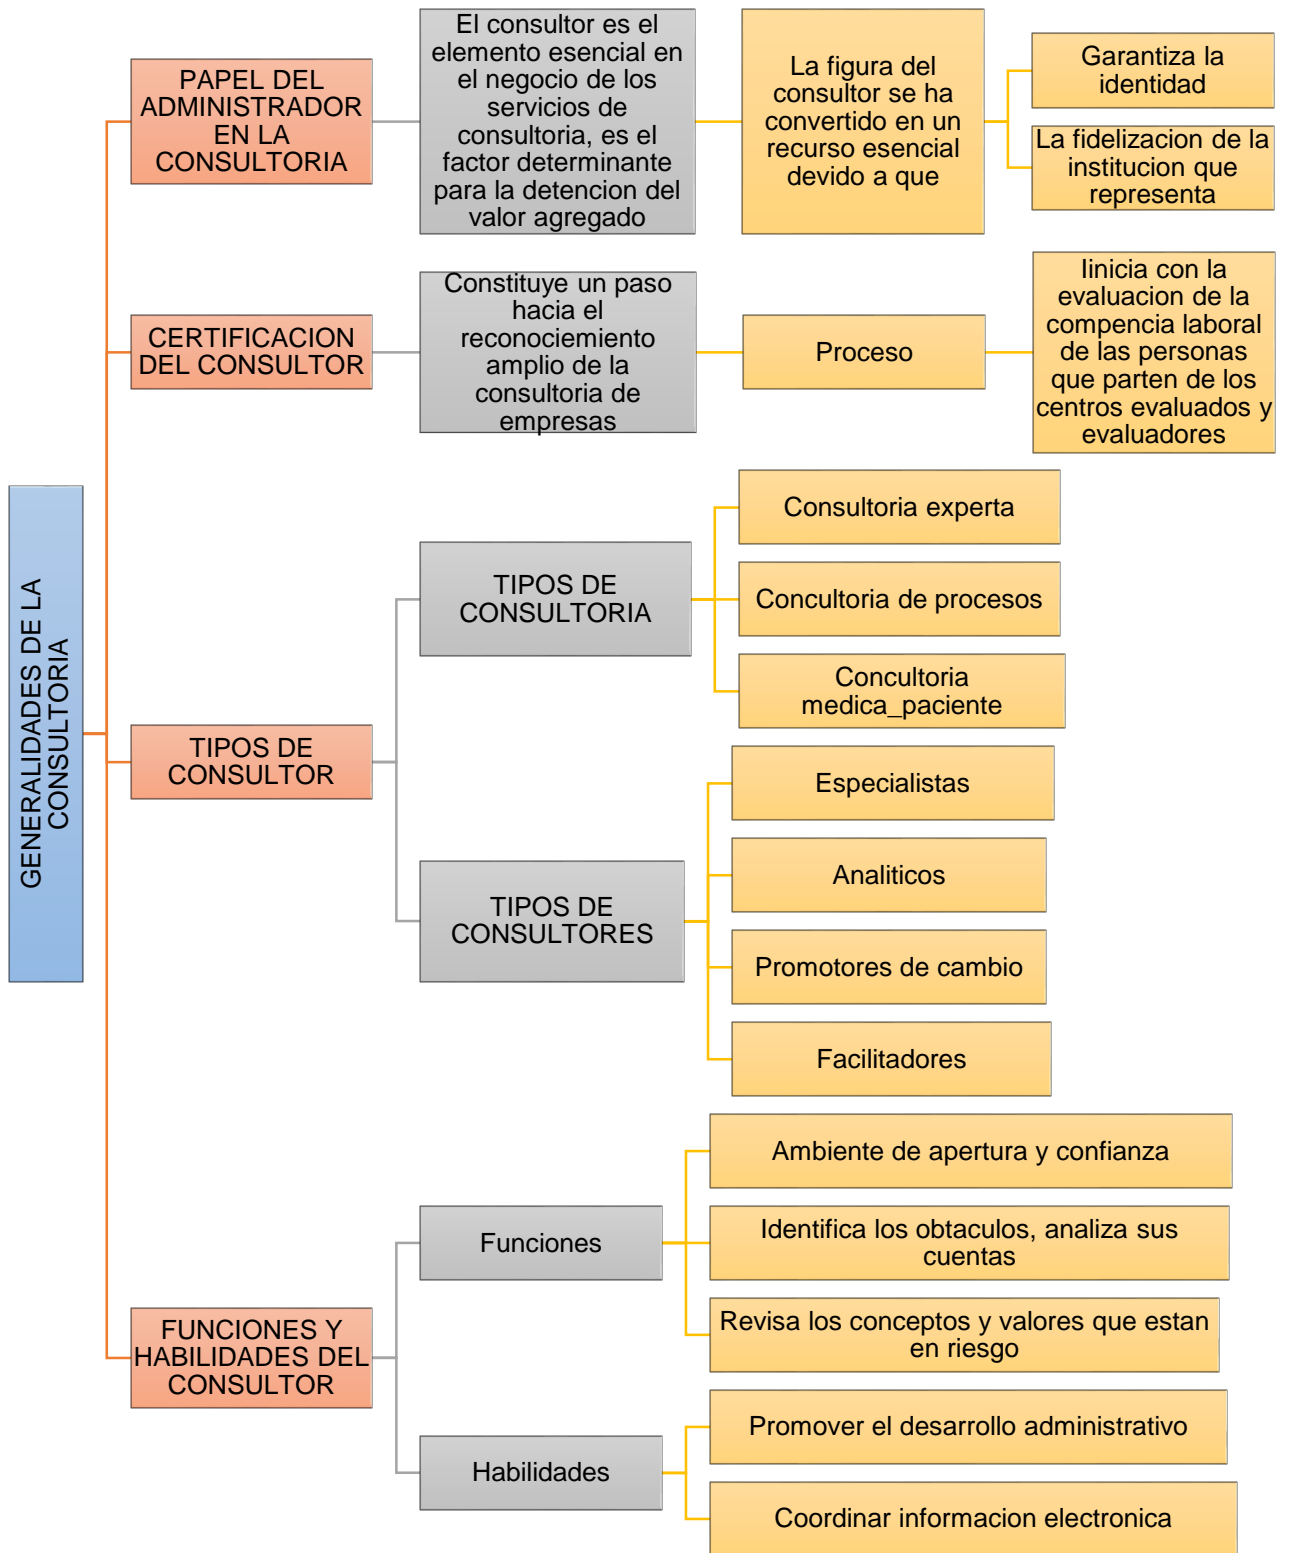 GENERALIDADES DE LA
CONSULTORIA
PAPEL DEL
ADMINISTRADOR
EN LA
CONSULTORIA
El consultor es el
elemento esencial en
el negocio de los
servicios de
consultoria, es el
factor determinante
para la detencion del
valor agregado
La figura del
consultor se ha
convertido en un
recurso esencial
devido a que
Garantiza la
identidad
La fidelizacion de la
institucion que
representa
CERTIFICACION
DEL CONSULTOR
Constituye un paso
hacia el
reconociemiento
amplio de la
consultoria de
empresas
Proceso
Iinicia con la
evaluacion de la
compencia laboral
de las personas
que parten de los
centros evaluados y
evaluadores
TIPOS DE
CONSULTOR
TIPOS DE
CONSULTORIA
Consultoria experta
Concultoria de procesos
Concultoria
medica_paciente
TIPOS DE
CONSULTORES
Especialistas
Analiticos
Promotores de cambio
Facilitadores
FUNCIONES Y
HABILIDADES DEL
CONSULTOR
Funciones
Ambiente de apertura y confianza
Identifica los obtaculos, analiza sus
cuentas
Revisa los conceptos y valores que estan
en riesgo
Habilidades
Promover el desarrollo administrativo
Coordinar informacion electronica